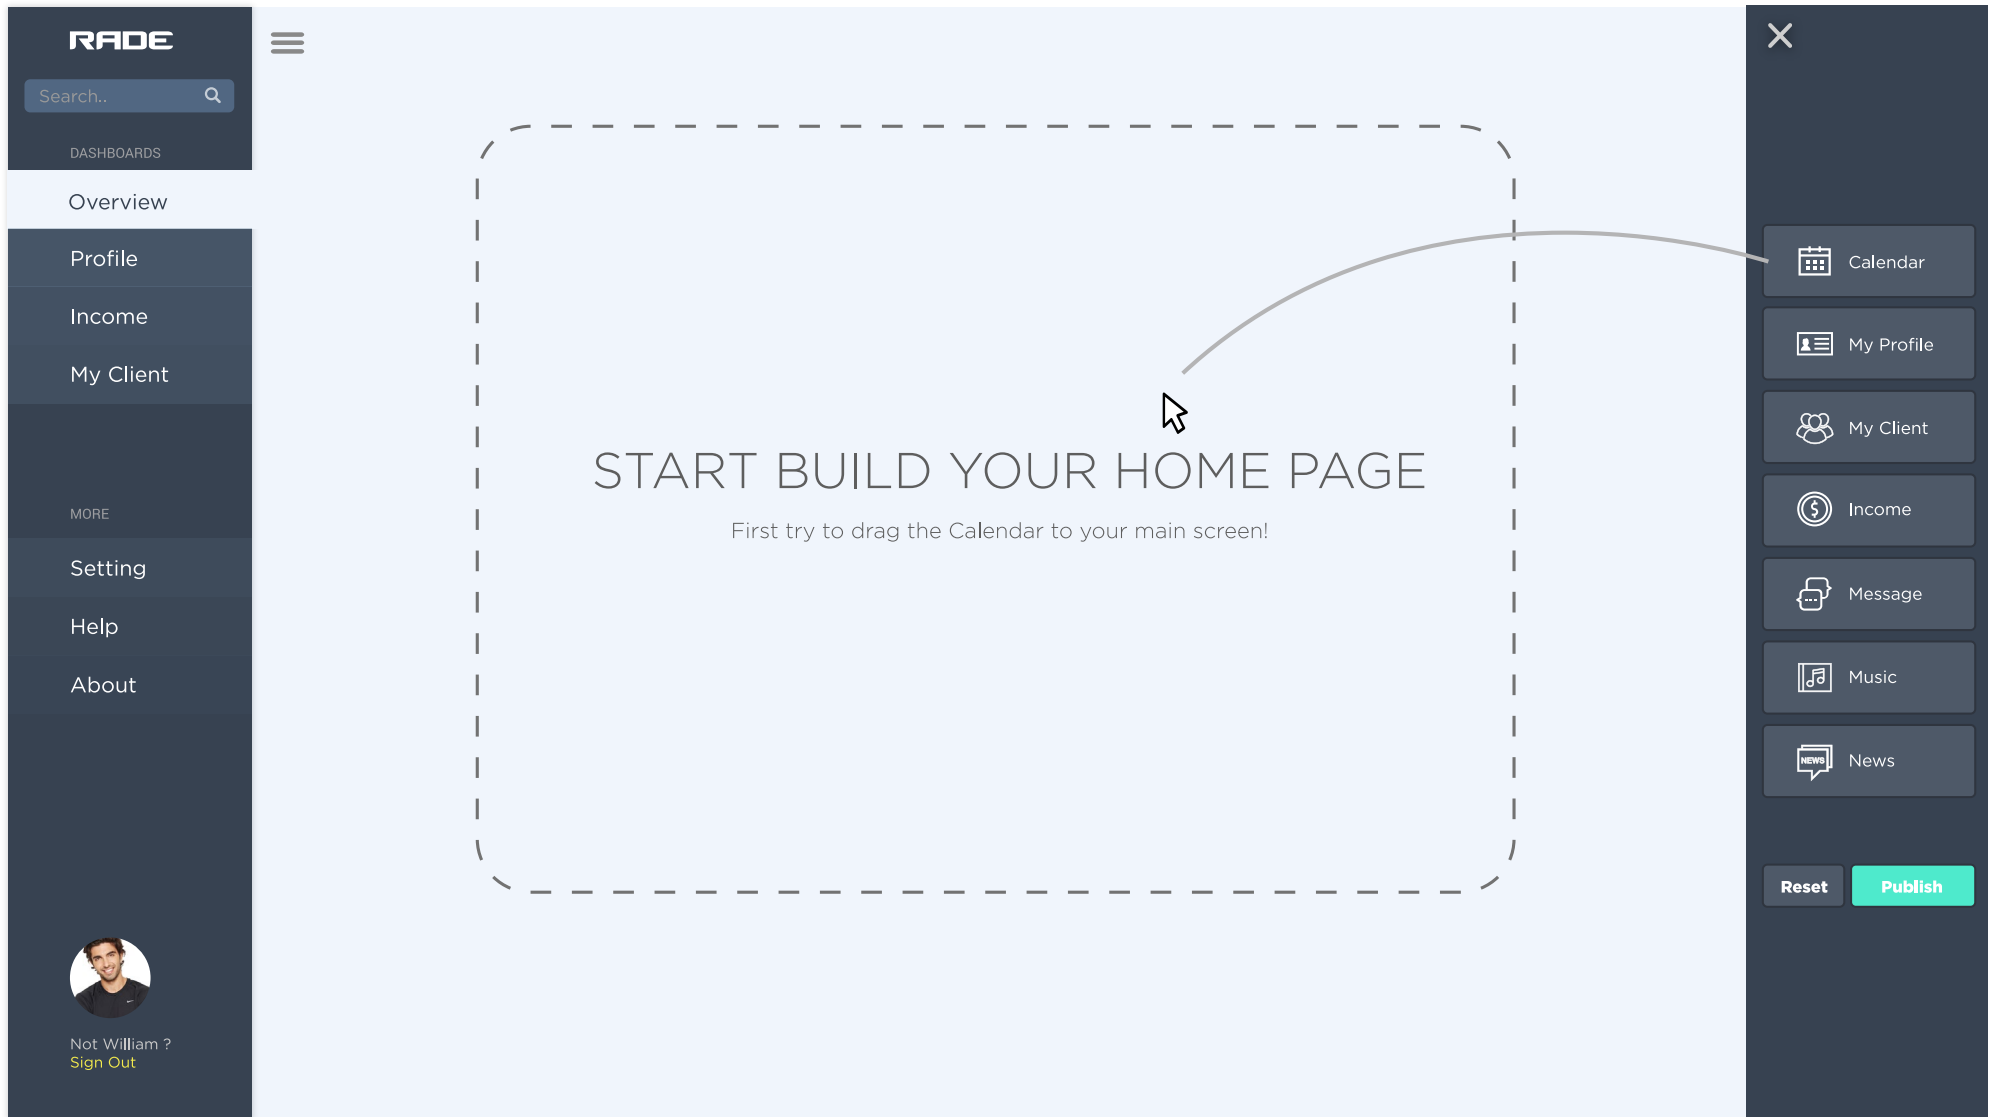 RADE
Search..
DASHBOARDS
Overview
Profile
Income
My Client
MORE
Setting
Help
About
Not William ?
Sign Out
START BUILD YOUR HOME PAGE
First try to drag the Calendar to your main screen!
Calendar
My Profile
My Client
$
Income
Message
Music
NEWS
News
Reset
Publish